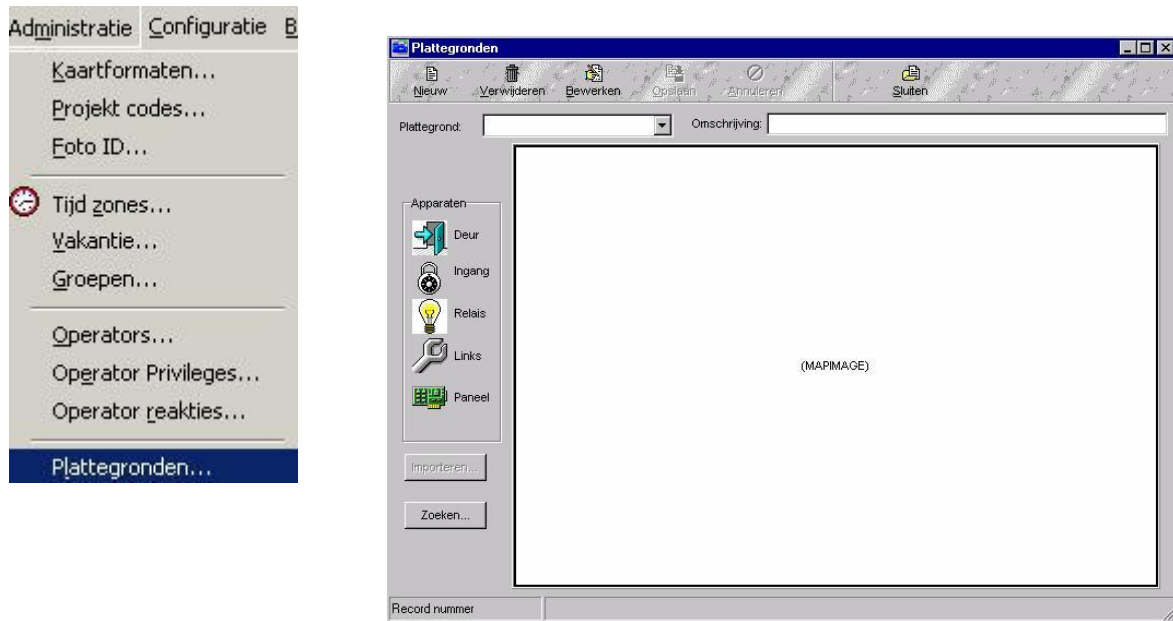 Administratie Configuratie B
Kaartformaten...
Projekt codes...
Foto ID...
Tijd zones...
Vakantie...
Groepen...
Operators...
Operator Privileges...
Operator reakties...
Plattegronden...
Plattegronden
Nieuw Verwijderen Bewerken Opslaan Annuleren Sluiten
Plattegrond: Omschrijving:
Apparaten
Deur
Ingang
Relais
Links
Paneel
(MAPIMAGE)
Importeren...
Zoeken...
Record nummer